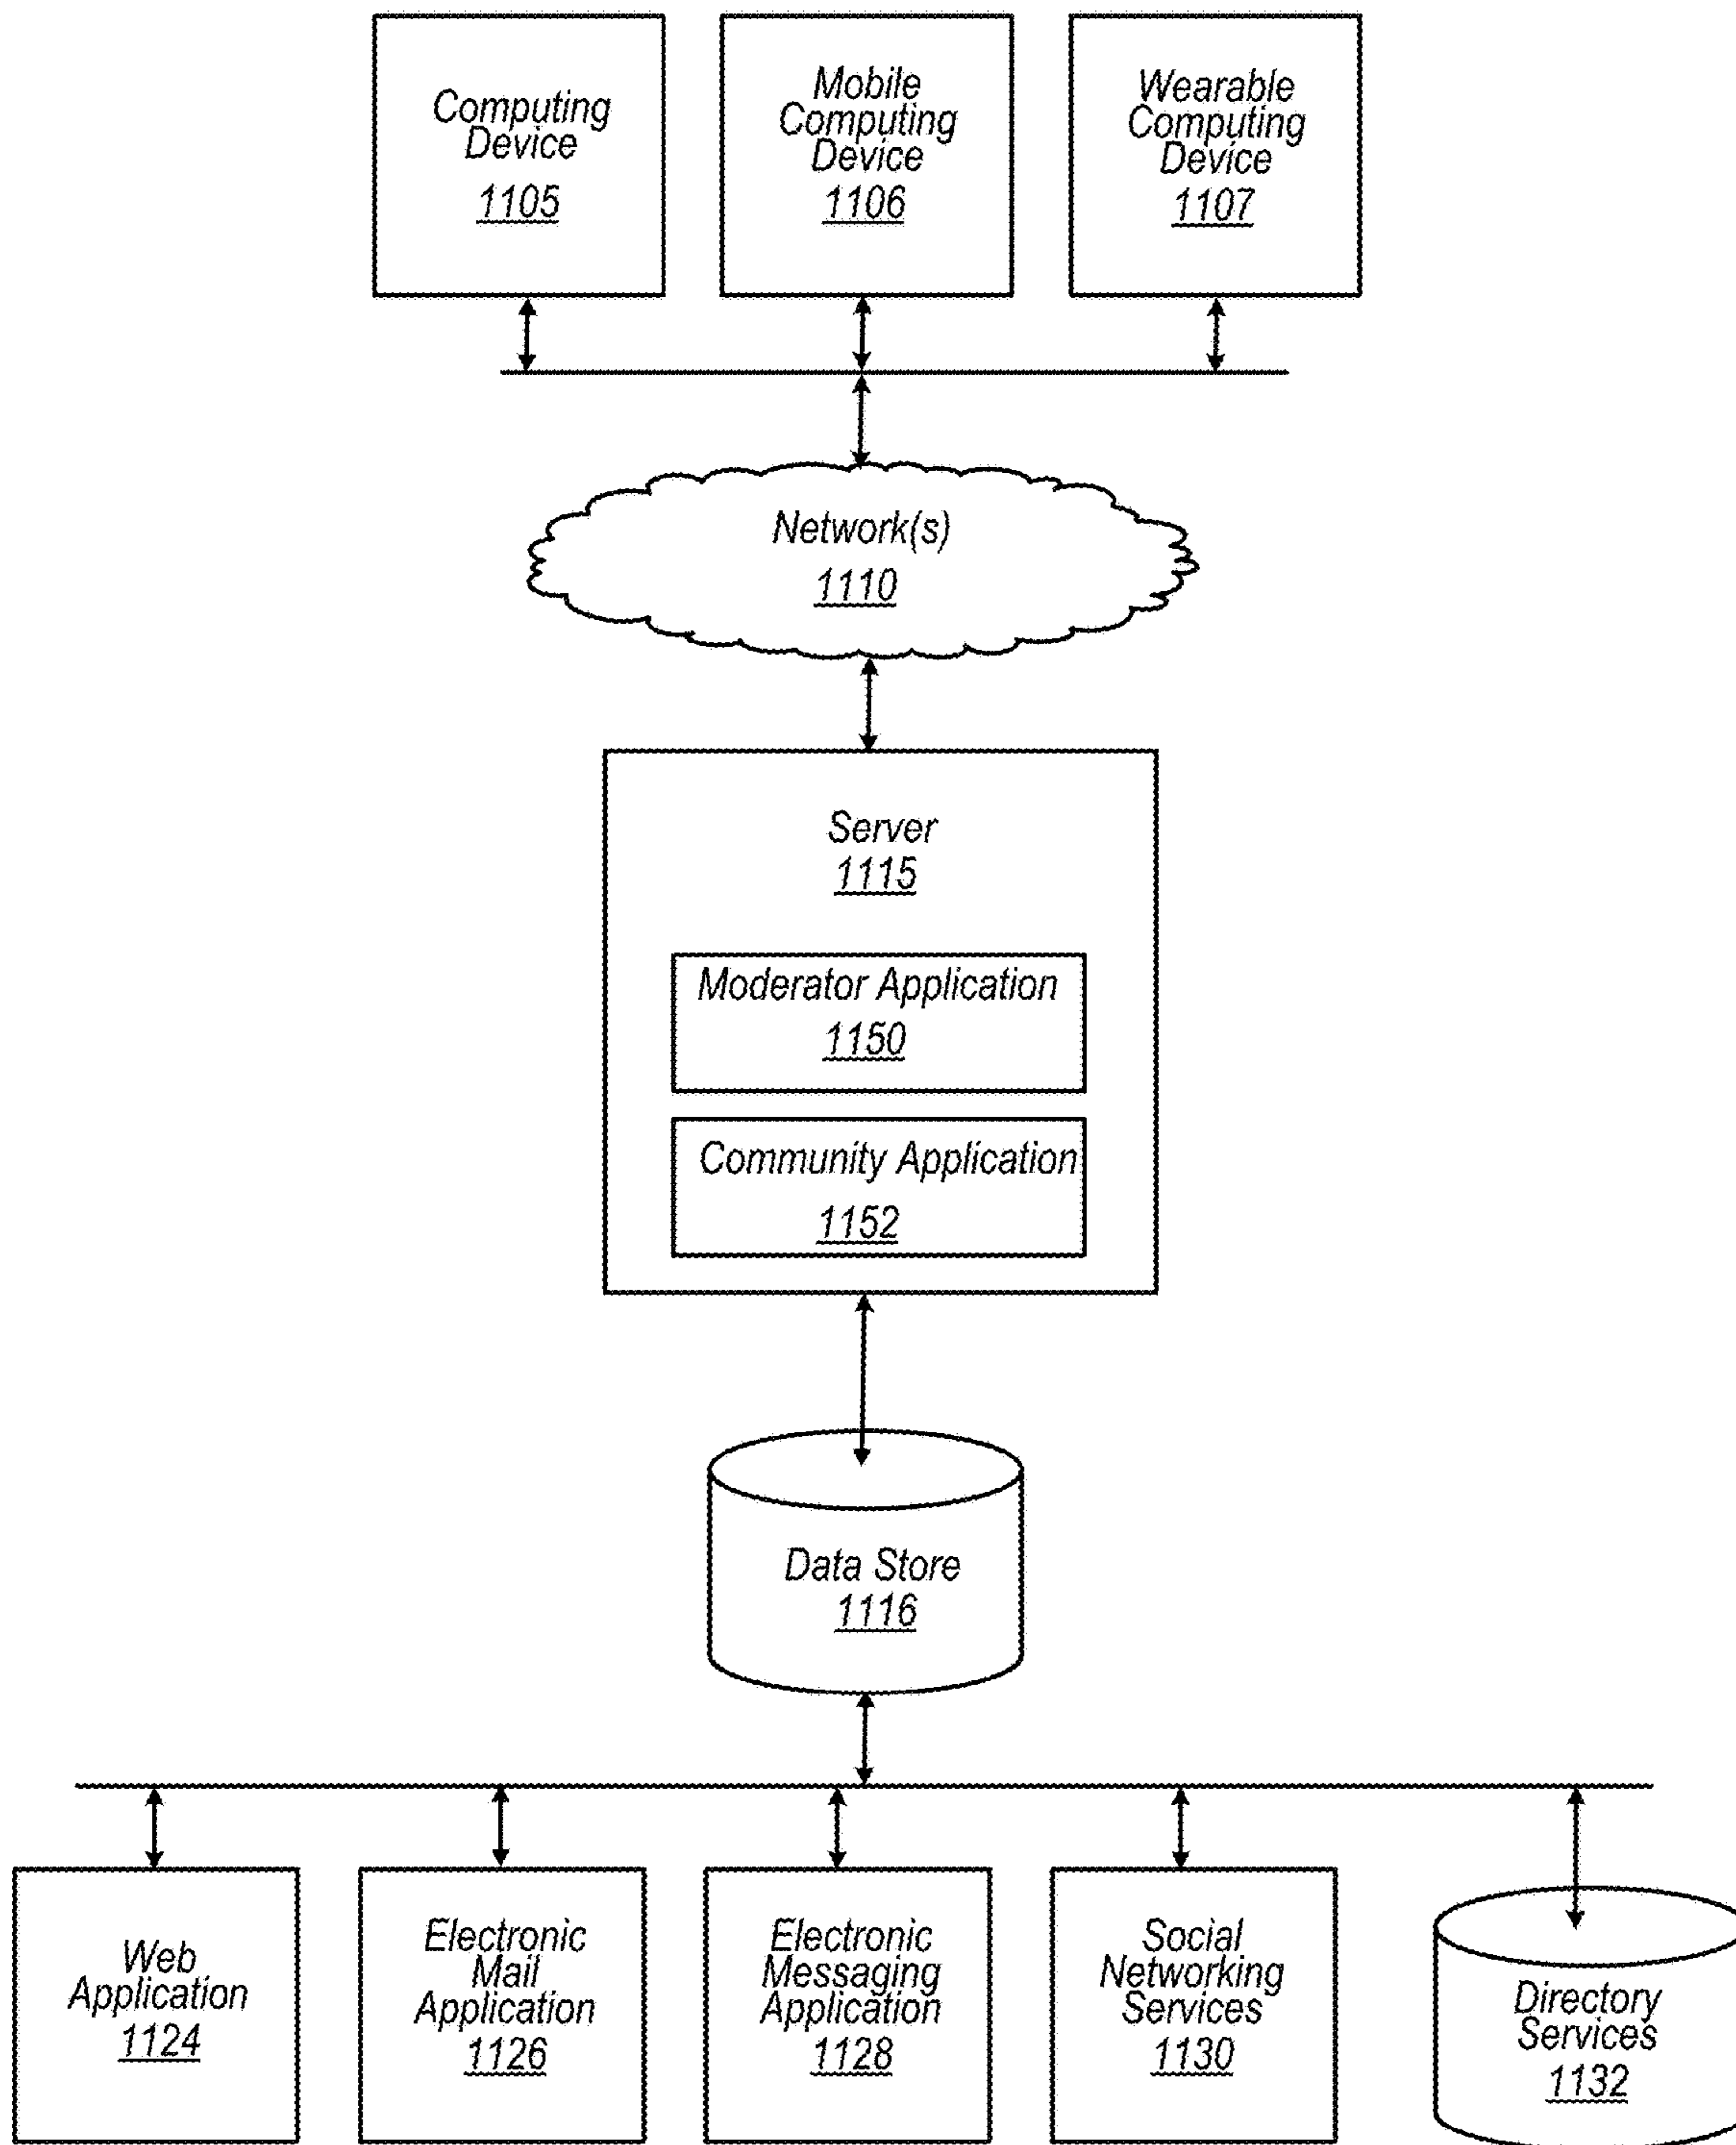 Computing
Device
1105
Mobile
Computing
Device
1106
Wearable
Computing
Device
1107
Network(s)
1110
Server
1115
Moderator Application
1150
Community Application
1152
Data Store
1116
Web
Application
1124
Electronic
Mail
Application
1126
Electronic
Messaging
Application
1128
Social
Networking
Services
1130
Directory
Services
1132